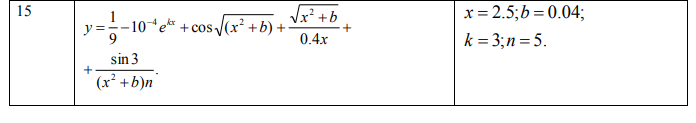 15
y = 1/9 − 10⁻⁴ e^{kx} + cos √(x² + b) + √(x² + b) / 0.4x +
+ sin 3 / (x² + b)n .
x = 2.5; b = 0.04;
k = 3; n = 5.